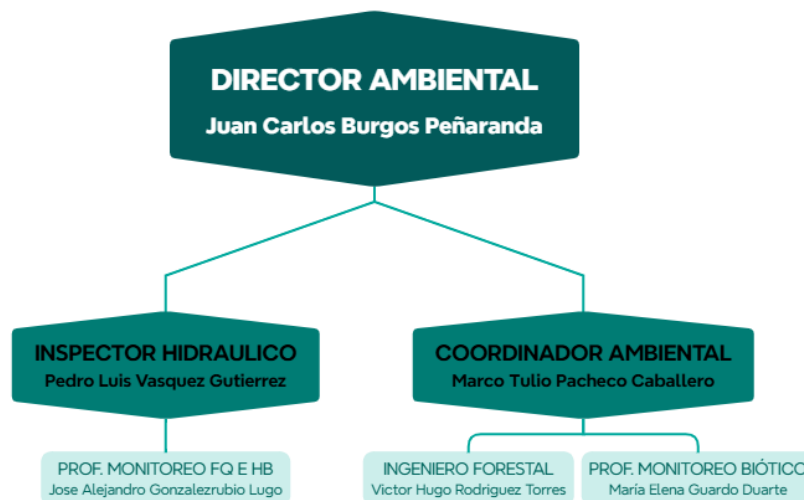 DIRECTOR AMBIENTAL
Juan Carlos Burgos Peñaranda
INSPECTOR HIDRAULICO
Pedro Luis Vasquez Gutierrez
COORDINADOR AMBIENTAL
Marco Tulio Pacheco Caballero
PROF. MONITOREO FQ E HB
Jose Alejandro Gonzalezrubio Lugo
INGENIERO FORESTAL
Victor Hugo Rodriguez Torres
PROF. MONITOREO BIÓTICO
María Elena Guardo Duarte